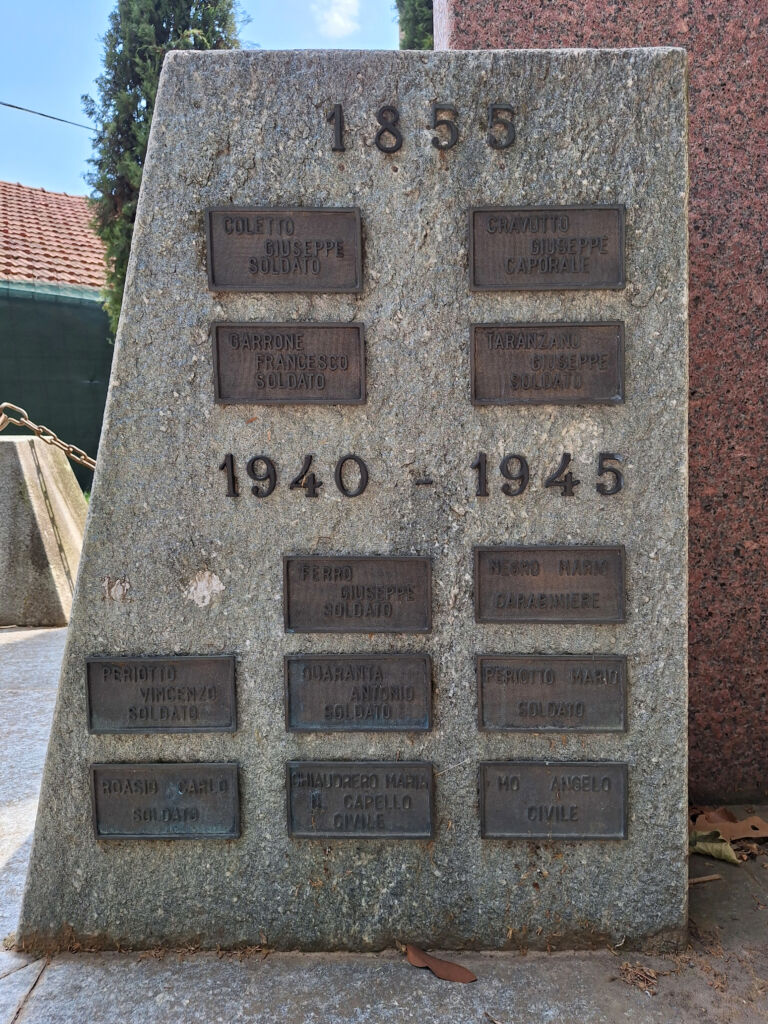 1855
COLETTO
GIUSEPPE
SOLDATO
CRAVOTTO
GIUSEPPE
CAPORALE
GARRONE
FRANCESCO
SOLDATO
TARANZANO
GIUSEPPE
SOLDATO
1940 - 1945
FERRO
GIUSEPPE
SOLDATO
NEGRO MARIO
CARABINIERE
PERIOTTO
VINCENZO
SOLDATO
QUARANTA
ANTONIO
SOLDATO
PERIOTTO MARIO
SOLDATO
ROASIO CARLO
SOLDATO
CHIAUDRERO MARIA
CAPELLO
CIVILE
MO ANGELO
CIVILE